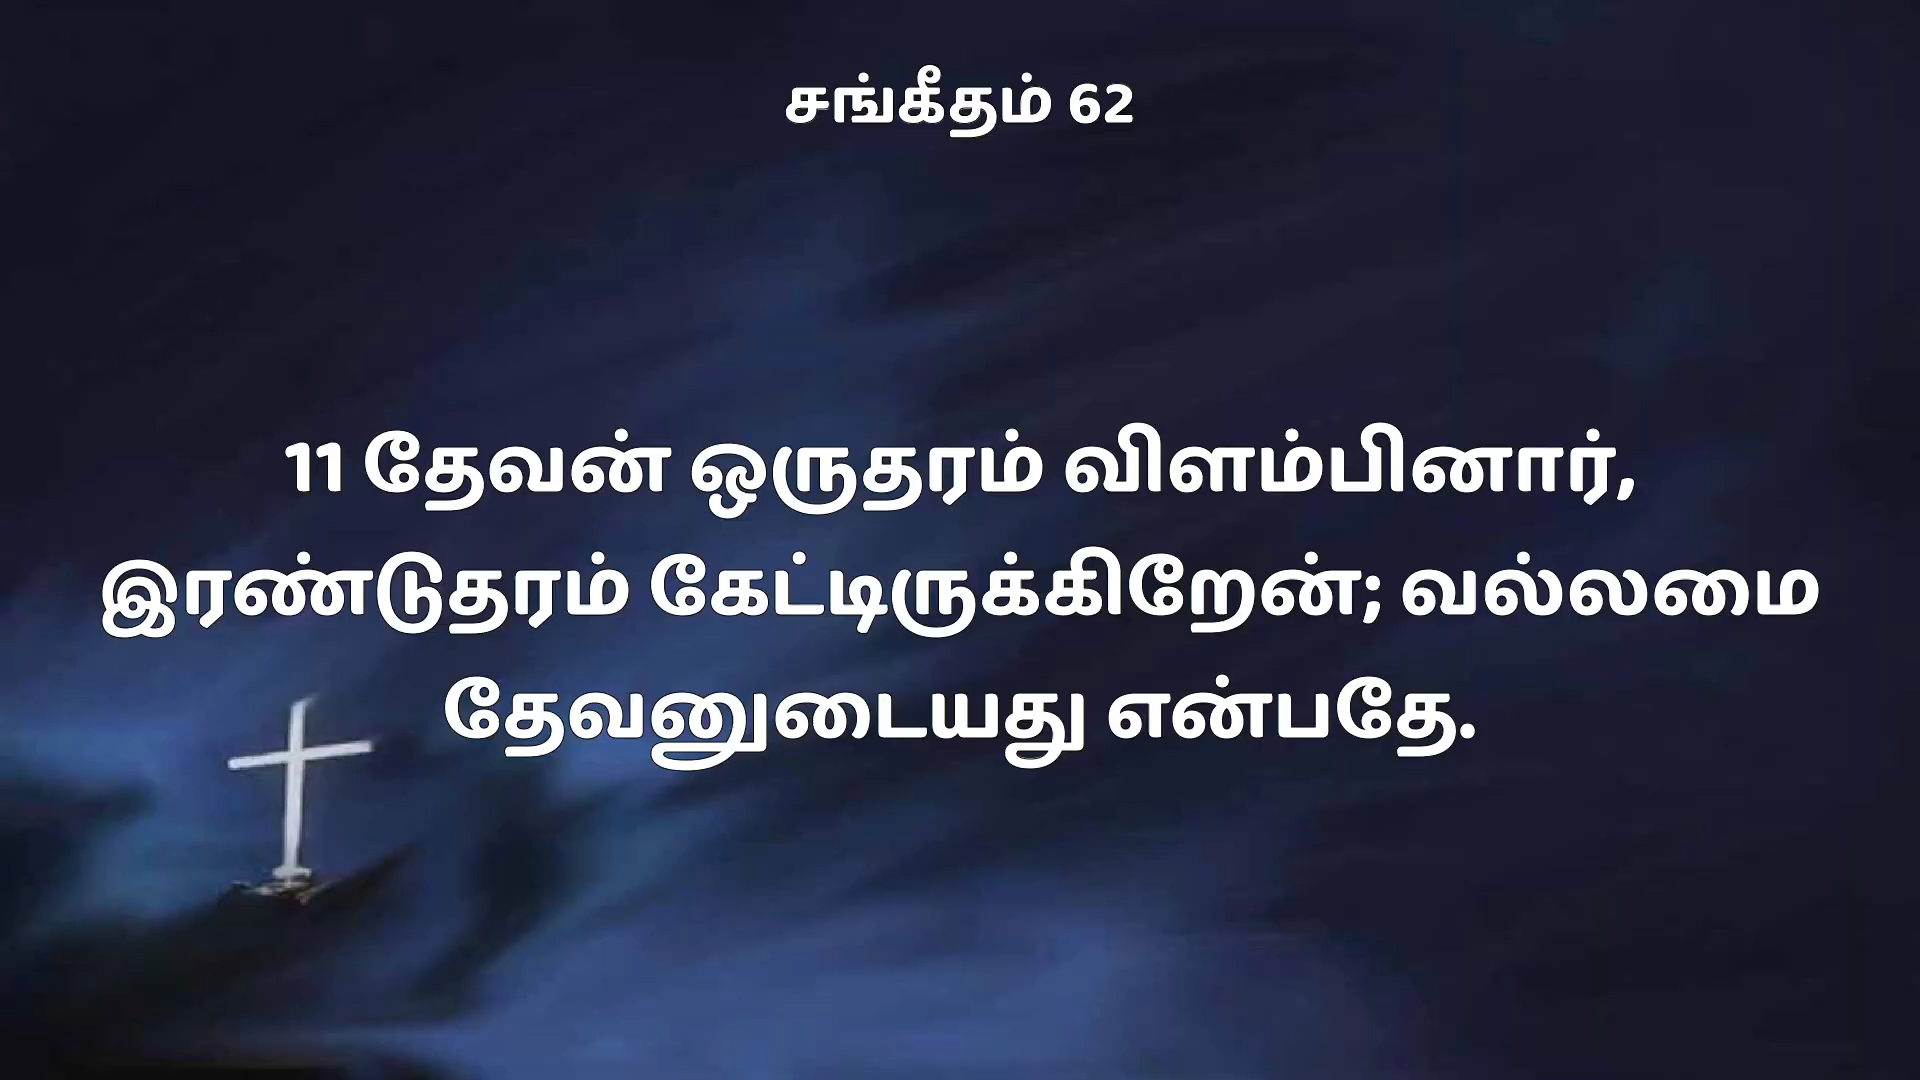 சங்கீதம் 62
11 தேவன் ஒருதரம் விளம்பினார்,
இரண்டுதரம் கேட்டிருக்கிறேன்; வல்லமை
தேவனுடையது என்பதே.